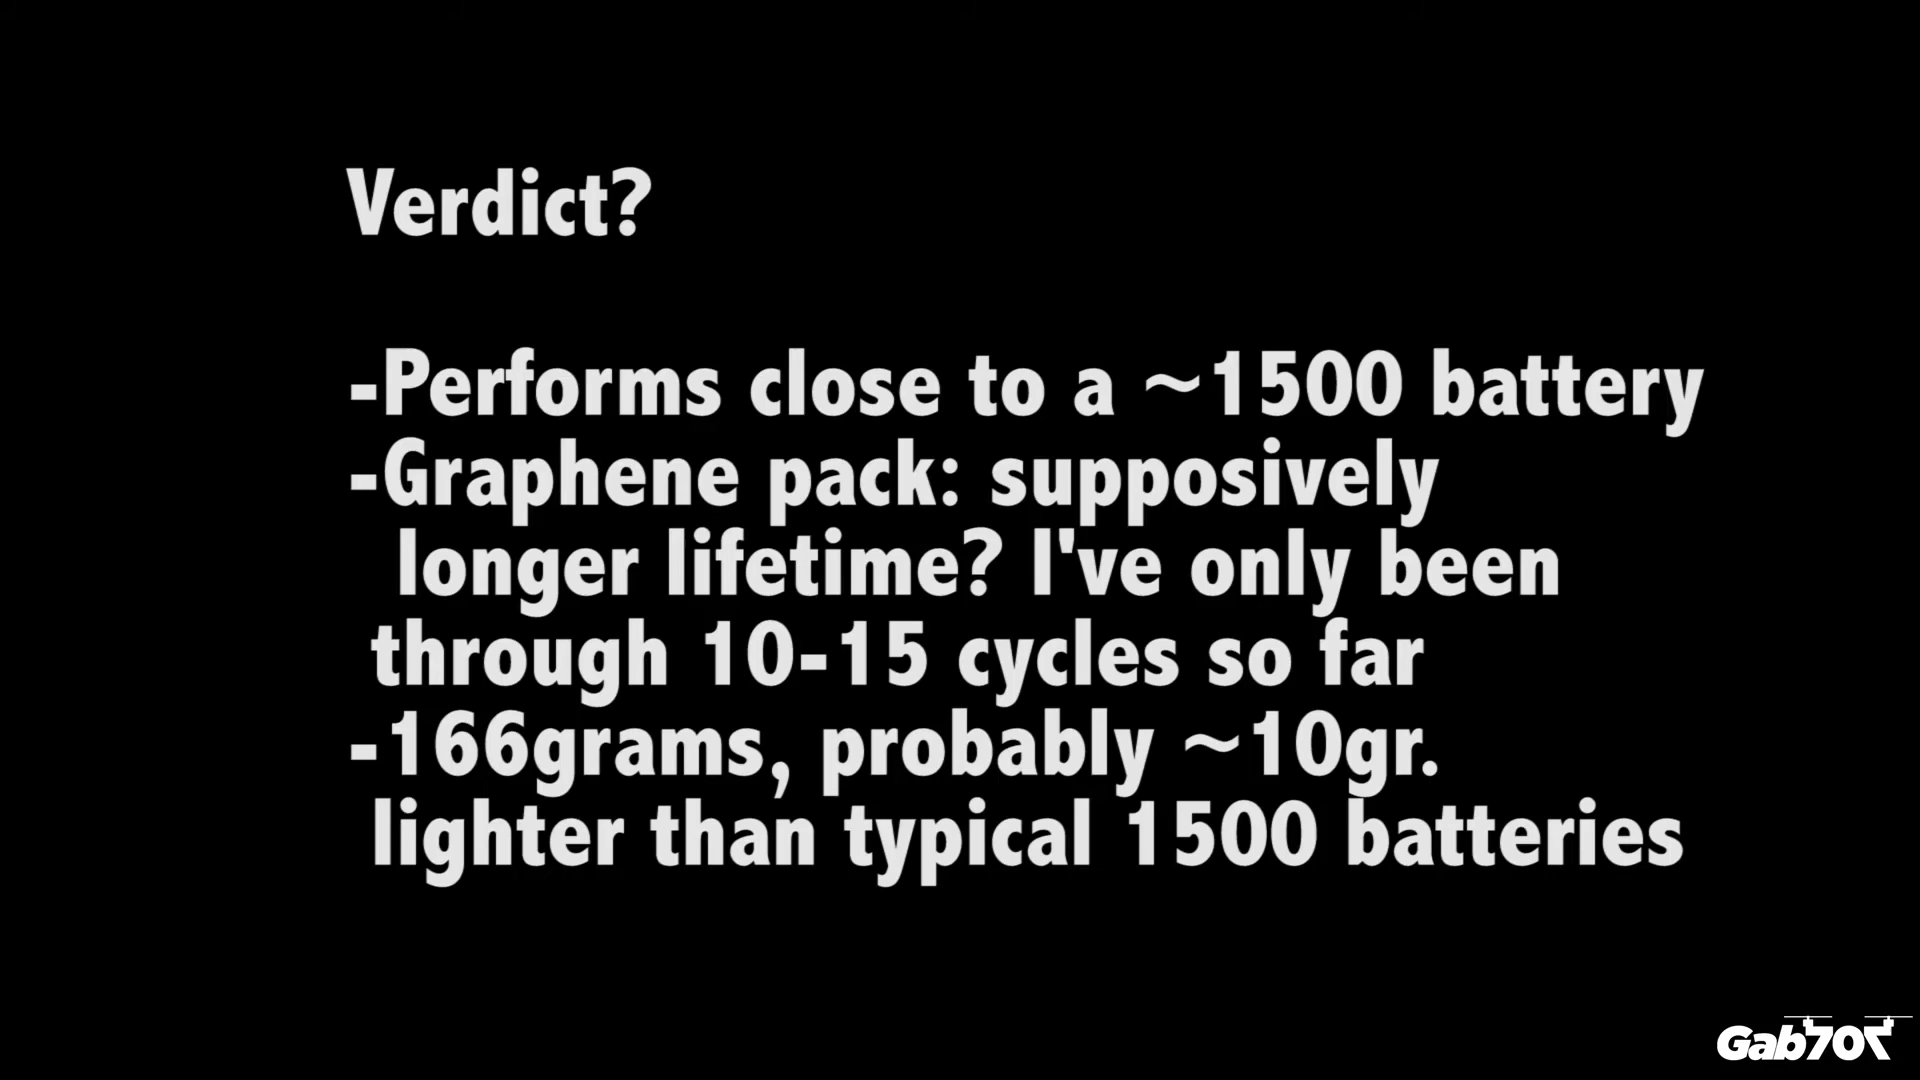 Verdict?
-Performs close to a ~1500 battery
-Graphene pack: supposively
longer lifetime? I've only been
through 10-15 cycles so far
-166grams, probably ~10gr.
lighter than typical 1500 batteries
Gab707